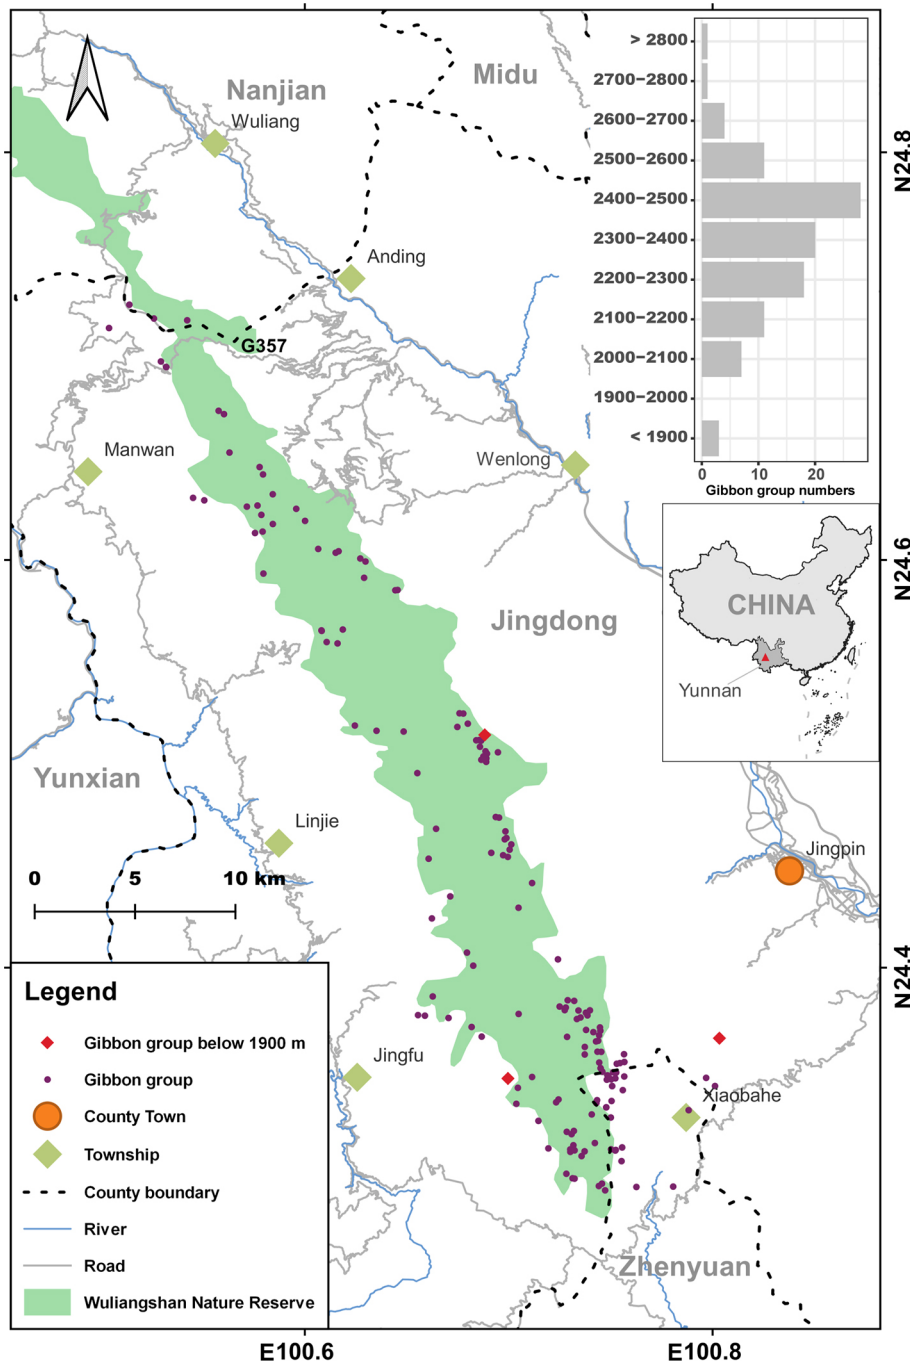 Nanjian
Midu
Wuliang
Anding
G357
Manwan
Wenlong
Jingdong
Yunxian
Linjie
Jingpin
Jingfu
Xiaobahe
Zhenyuan
> 2800
2700−2800
2600−2700
2500−2600
2400−2500
2300−2400
2200−2300
2100−2200
2000−2100
1900−2000
< 1900
0 10 20
Gibbon group numbers
CHINA
Yunnan
0 5 10 km
Legend
Gibbon group below 1900 m
Gibbon group
County Town
Township
County boundary
River
Road
Wuliangshan Nature Reserve
N24.8
N24.6
N24.4
E100.6 E100.8